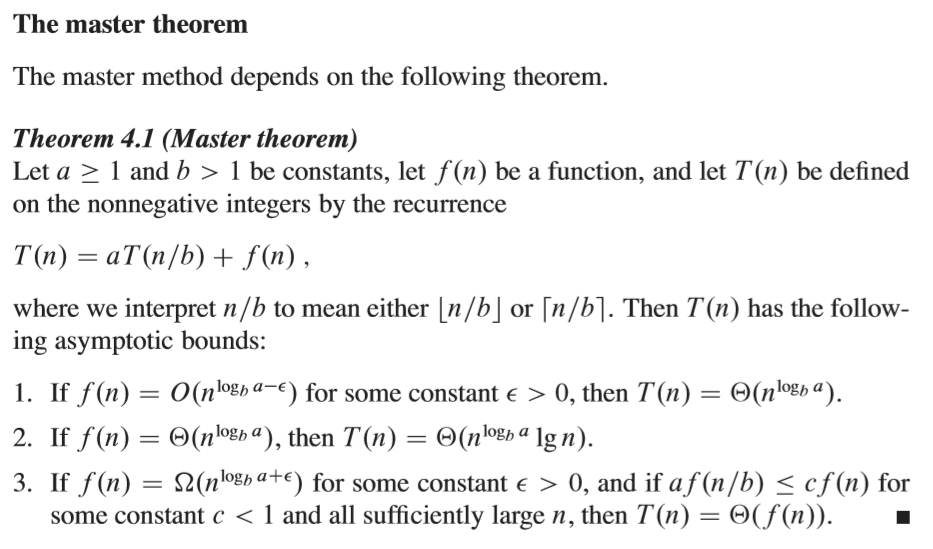 The master theorem
The master method depends on the following theorem.
Theorem 4.1 (Master theorem)
Let a ≥ 1 and b > 1 be constants, let f(n) be a function, and let T(n) be defined
on the nonnegative integers by the recurrence
T(n) = aT(n/b) + f(n) ,
where we interpret n/b to mean either ⌊n/b⌋ or ⌈n/b⌉. Then T(n) has the follow-
ing asymptotic bounds:
1. If f(n) = O(n^{log_b a−ϵ}) for some constant ϵ > 0, then T(n) = Θ(n^{log_b a}).
2. If f(n) = Θ(n^{log_b a}), then T(n) = Θ(n^{log_b a} lg n).
3. If f(n) = Ω(n^{log_b a+ϵ}) for some constant ϵ > 0, and if af(n/b) ≤ cf(n) for
some constant c < 1 and all sufficiently large n, then T(n) = Θ(f(n)). ■